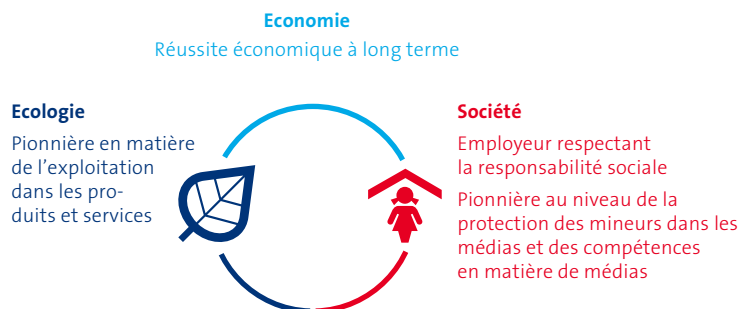 Economie
Réussite économique à long terme
Ecologie
Pionnière en matière
de l'exploitation
dans les pro-
duits et services
Société
Employeur respectant
la responsabilité sociale
Pionnière au niveau de la
protection des mineurs dans les
médias et des compétences
en matière de médias